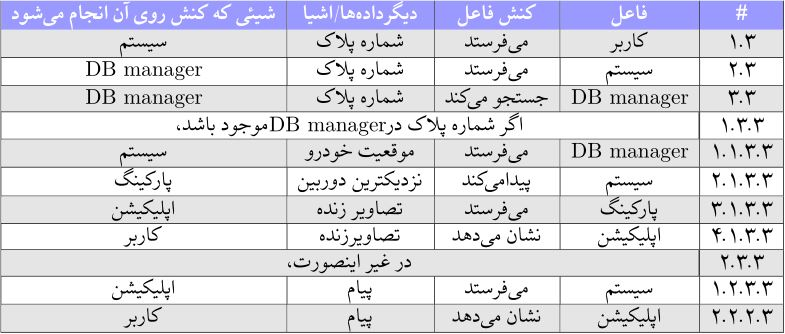 # فاعل کنش فاعل دیگر‌داده‌ها/اشیا شیئی که کنش روی آن انجام می‌شود
۱.۳ کاربر می‌فرستد شماره پلاک سیستم
۲.۳ سیستم می‌فرستد شماره پلاک DB manager
۳.۳ DB manager جستجو می‌کند شماره پلاک DB manager
۱.۳.۳ اگر شماره پلاک درDB managerموجود باشد،
۱.۱.۳.۳ DB manager می‌فرستد موقعیت خودرو سیستم
۲.۱.۳.۳ سیستم پیدامی‌کند نزدیکترین دوربین پارکینگ
۳.۱.۳.۳ پارکینگ می‌فرستد تصاویر زنده اپلیکیشن
۴.۱.۳.۳ اپلیکیشن نشان می‌دهد تصاویرزنده کاربر
۲.۳.۳ در غیر اینصورت،
۱.۲.۳.۳ سیستم می‌فرستد پیام اپلیکیشن
۲.۲.۲.۳ اپلیکیشن نشان می‌دهد پیام کاربر